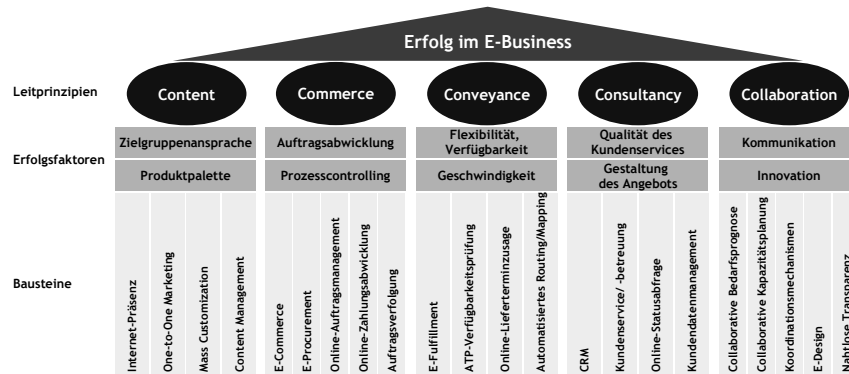 Erfolg im E-Business
Leitprinzipien
Content
Commerce
Conveyance
Consultancy
Collaboration
Erfolgsfaktoren
Zielgruppenansprache
Auftragsabwicklung
Flexibilität,
Verfügbarkeit
Qualität des
Kundenservices
Kommunikation
Produktpalette
Prozesscontrolling
Geschwindigkeit
Gestaltung
des Angebots
Innovation
Bausteine
Internet-Präsenz
One-to-One Marketing
Mass Customization
Content Management
E-Commerce
E-Procurement
Online-Auftragsmanagement
Online-Zahlungsabwicklung
Auftragsverfolgung
E-Fulfillment
ATP-Verfügbarkeitsprüfung
Online-Lieferterminzusage
Automatisiertes Routing/Mapping
CRM
Kundenservice/ -betreuung
Online-Statusabfrage
Kundendatenmanagement
Collaborative Bedarfsprognose
Collaborative Kapazitätsplanung
Koordinationsmechanismen
E-Design
Nahtlose Transparenz